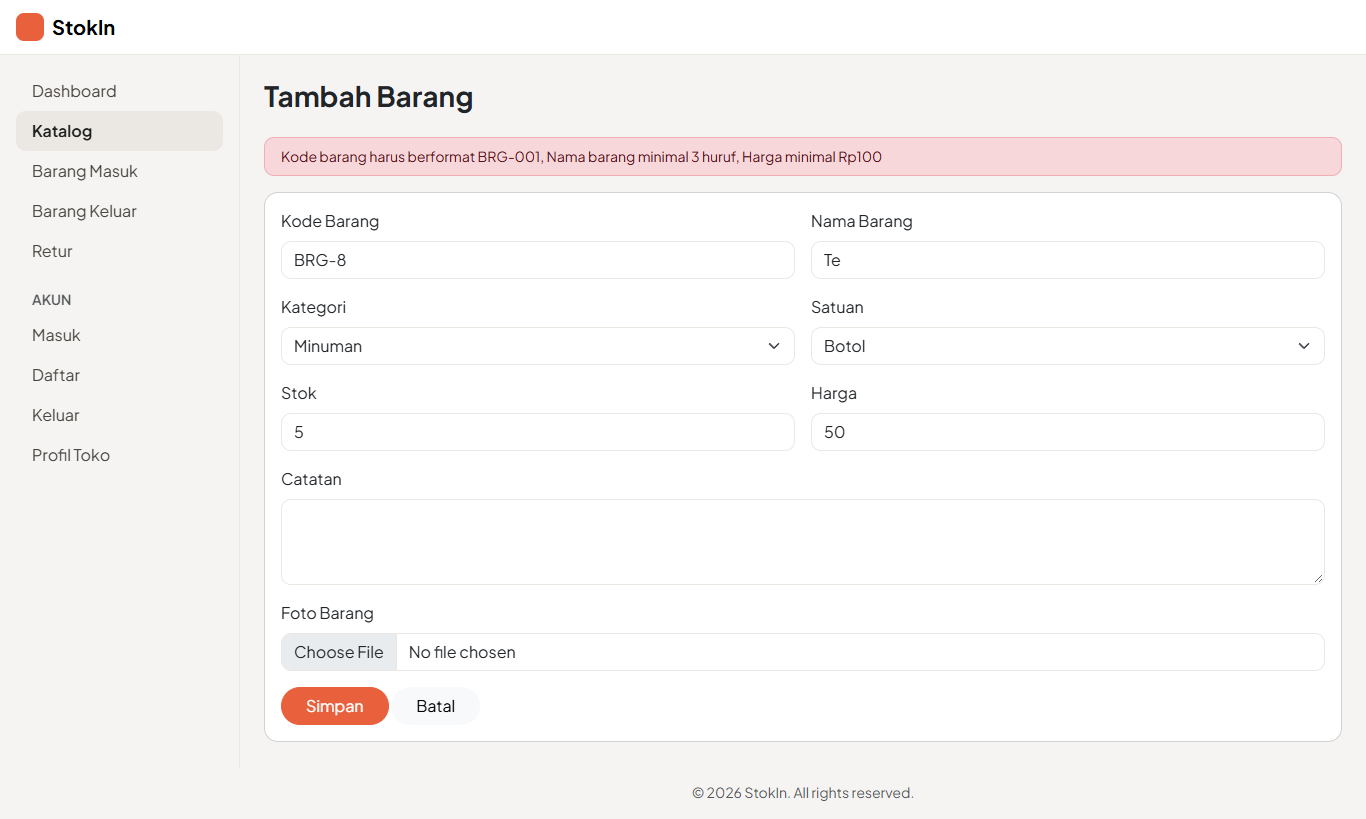 StokIn
Dashboard
Katalog
Barang Masuk
Barang Keluar
Retur
AKUN
Masuk
Daftar
Keluar
Profil Toko
Tambah Barang
Kode barang harus berformat BRG-001, Nama barang minimal 3 huruf, Harga minimal Rp100
Kode Barang
BRG-8
Nama Barang
Te
Kategori
Minuman
Satuan
Botol
Stok
5
Harga
50
Catatan
Foto Barang
Choose File No file chosen
Simpan Batal
© 2026 StokIn. All rights reserved.